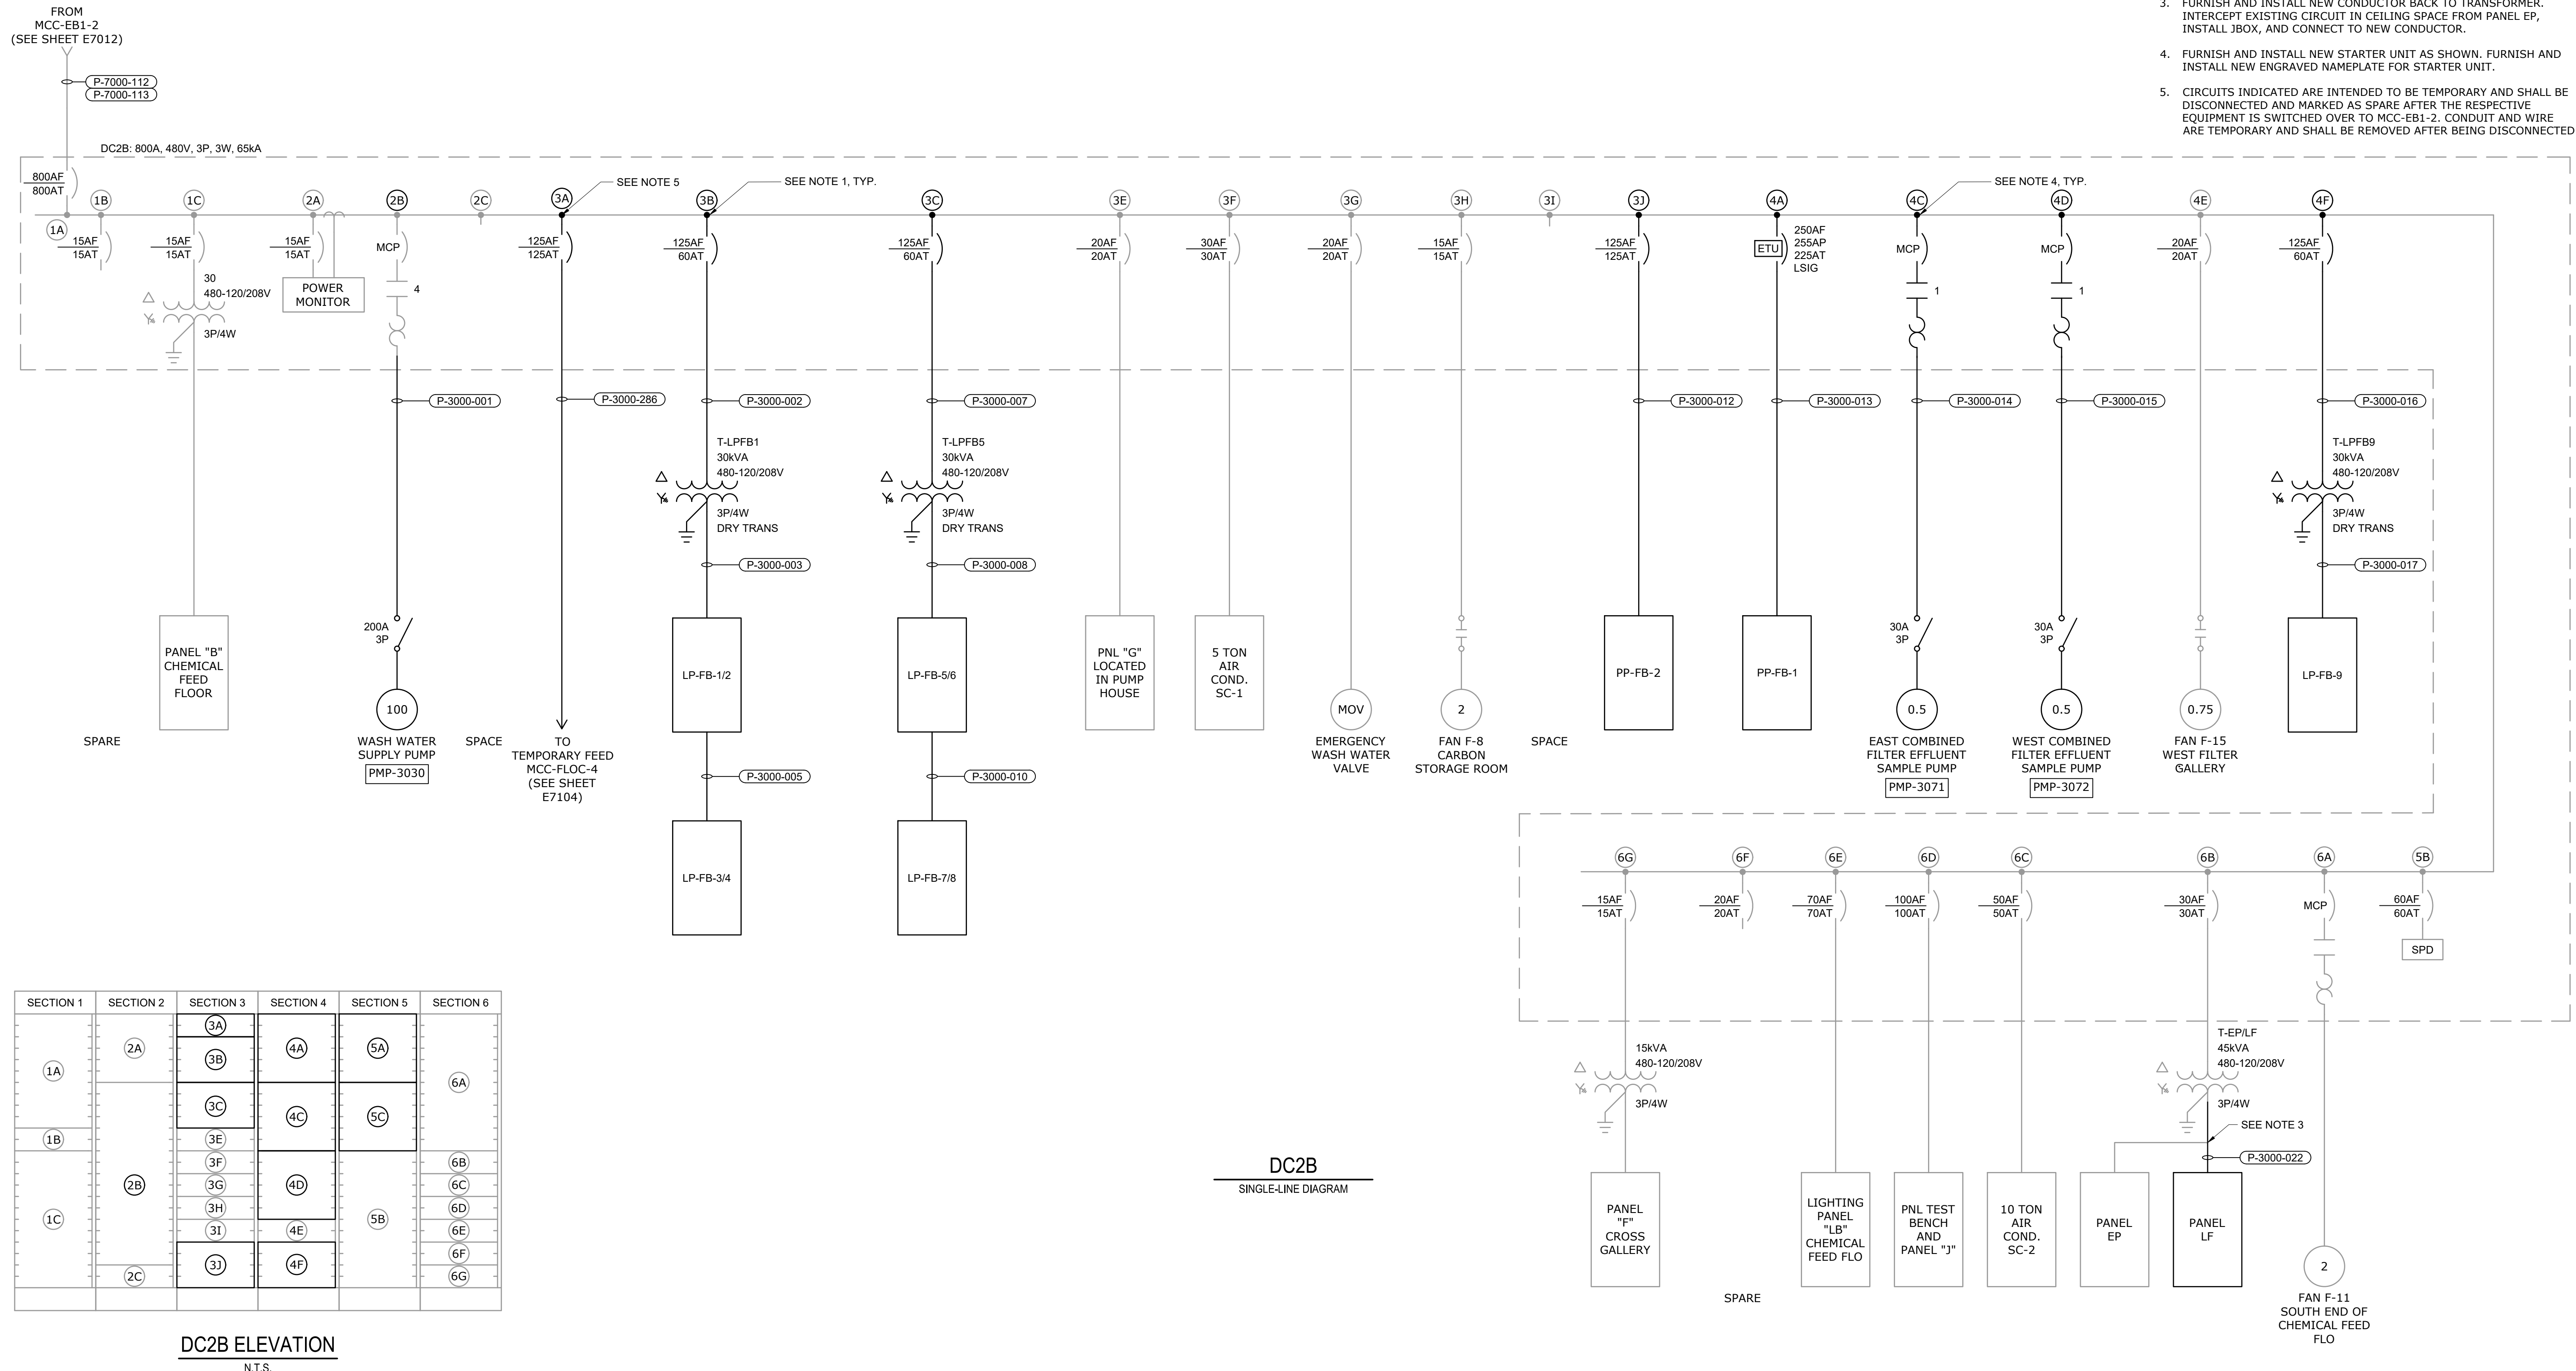 FROM
MCC-EB1-2
(SEE SHEET E7012)
P-7000-112
P-7000-113
3. FURNISH AND INSTALL NEW CONDUCTOR BACK TO TRANSFORMER.
INTERCEPT EXISTING CIRCUIT IN CEILING SPACE FROM PANEL EP,
INSTALL JBOX, AND CONNECT TO NEW CONDUCTOR.
4. FURNISH AND INSTALL NEW STARTER UNIT AS SHOWN. FURNISH AND
INSTALL NEW ENGRAVED NAMEPLATE FOR STARTER UNIT.
5. CIRCUITS INDICATED ARE INTENDED TO BE TEMPORARY AND SHALL BE
DISCONNECTED AND MARKED AS SPARE AFTER THE RESPECTIVE
EQUIPMENT IS SWITCHED OVER TO MCC-EB1-2. CONDUIT AND WIRE
ARE TEMPORARY AND SHALL BE REMOVED AFTER BEING DISCONNECTED
DC2B: 800A, 480V, 3P, 3W, 65kA
800AF
800AT
1A
1B
15AF
15AT
SPARE
1C
15AF
15AT
30
480-120/208V
3P/4W
PANEL "B"
CHEMICAL
FEED
FLOOR
2A
15AF
15AT
POWER
MONITOR
2B
MCP
4
P-3000-001
200A
3P
100
WASH WATER
SUPPLY PUMP
PMP-3030
2C
SPACE
3A
SEE NOTE 5
125AF
125AT
P-3000-286
TO
TEMPORARY FEED
MCC-FLOC-4
(SEE SHEET
E7104)
3B
SEE NOTE 1, TYP.
125AF
60AT
P-3000-002
T-LPFB1
30kVA
480-120/208V
3P/4W
DRY TRANS
P-3000-003
LP-FB-1/2
P-3000-005
LP-FB-3/4
3C
125AF
60AT
P-3000-007
T-LPFB5
30kVA
480-120/208V
3P/4W
DRY TRANS
P-3000-008
LP-FB-5/6
P-3000-010
LP-FB-7/8
3E
20AF
20AT
PNL "G"
LOCATED
IN PUMP
HOUSE
3F
30AF
30AT
5 TON
AIR
COND.
SC-1
3G
20AF
20AT
MOV
EMERGENCY
WASH WATER
VALVE
3H
15AF
15AT
2
FAN F-8
CARBON
STORAGE ROOM
3I
SPACE
3J
125AF
125AT
P-3000-012
PP-FB-2
4A
ETU
250AF
255AP
225AT
LSIG
P-3000-013
PP-FB-1
4C
SEE NOTE 4, TYP.
MCP
1
P-3000-014
30A
3P
0.5
EAST COMBINED
FILTER EFFLUENT
SAMPLE PUMP
PMP-3071
4D
MCP
1
P-3000-015
30A
3P
0.5
WEST COMBINED
FILTER EFFLUENT
SAMPLE PUMP
PMP-3072
4E
20AF
20AT
0.75
FAN F-15
WEST FILTER
GALLERY
4F
125AF
60AT
P-3000-016
T-LPFB9
30kVA
480-120/208V
3P/4W
DRY TRANS
P-3000-017
LP-FB-9
6G
15AF
15AT
15kVA
480-120/208V
3P/4W
PANEL
"F"
CROSS
GALLERY
6F
20AF
20AT
SPARE
6E
70AF
70AT
LIGHTING
PANEL
"LB"
CHEMICAL
FEED FLO
6D
100AF
100AT
PNL TEST
BENCH
AND
PANEL "J"
6C
50AF
50AT
10 TON
AIR
COND.
SC-2
6B
30AF
30AT
T-EP/LF
45kVA
480-120/208V
3P/4W
SEE NOTE 3
P-3000-022
PANEL
EP
PANEL
LF
6A
MCP
2
FAN F-11
SOUTH END OF
CHEMICAL FEED
FLO
5B
60AF
60AT
SPD
SECTION 1 SECTION 2 SECTION 3 SECTION 4 SECTION 5 SECTION 6
1A
1B
1C
2A
2B
2C
3A
3B
3C
3E
3F
3G
3H
3I
3J
4A
4C
4D
4E
4F
5A
5C
5B
6A
6B
6C
6D
6E
6F
6G
DC2B ELEVATION
N.T.S.
DC2B
SINGLE-LINE DIAGRAM